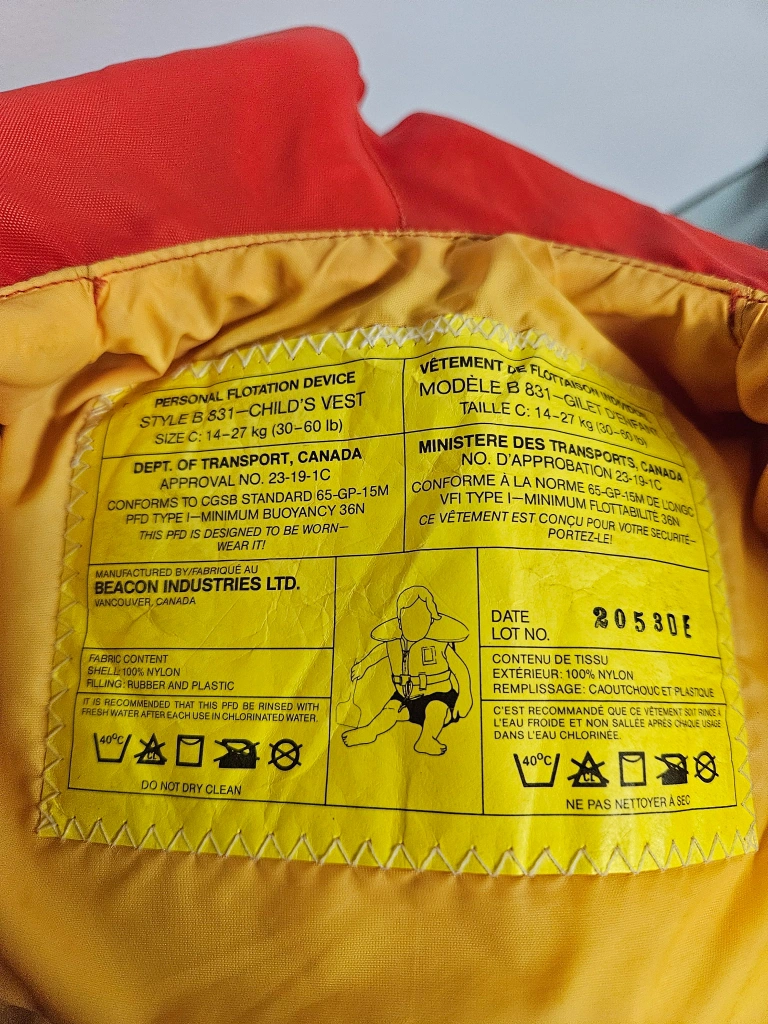 PERSONAL FLOTATION DEVICE
STYLE B 831—CHILD'S VEST
SIZE C: 14–27 kg (30–60 lb)
VÊTEMENT DE FLOTTAISON INDIVIDUEL
MODÈLE B 831—GILET D'ENFANT
TAILLE C: 14–27 kg (30–60 lb)
DEPT. OF TRANSPORT, CANADA
APPROVAL NO. 23-19-1C
CONFORMS TO CGSB STANDARD 65-GP-15M
PFD TYPE I—MINIMUM BUOYANCY 36N
THIS PFD IS DESIGNED TO BE WORN—
WEAR IT!
MINISTERE DES TRANSPORTS, CANADA
NO. D'APPROBATION 23-19-1C
CONFORME À LA NORME 65-GP-15M DE L'ONGC
VFI TYPE I—MINIMUM FLOTTABILITÉ 36N
CE VÊTEMENT EST CONÇU POUR VOTRE SECURITÉ—
PORTEZ-LE!
MANUFACTURED BY/FABRIQUÉ AU
BEACON INDUSTRIES LTD.
VANCOUVER, CANADA
DATE
LOT NO.
20530E
FABRIC CONTENT
SHELL: 100% NYLON
FILLING: RUBBER AND PLASTIC
CONTENU DE TISSU
EXTÉRIEUR: 100% NYLON
REMPLISSAGE: CAOUTCHOUC ET PLASTIQUE
IT IS RECOMMENDED THAT THIS PFD BE RINSED WITH
FRESH WATER AFTER EACH USE IN CHLORINATED WATER.
40°C
CL
DO NOT DRY CLEAN
C'EST RECOMMANDÉ QUE CE VÊTEMENT SOIT RINCÉ À
L'EAU FROIDE ET NON SALLÉE APRÈS CHAQUE USAGE
DANS L'EAU CHLORINÉE.
40°C
CL
NE PAS NETTOYER À SEC